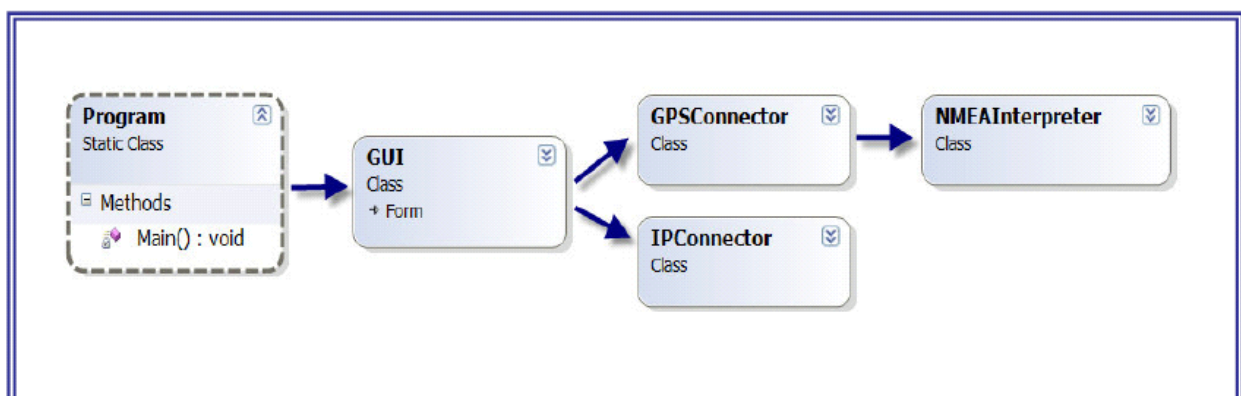 Program
Static Class
Methods
Main() : void
GUI
Class
Form
GPSConnector
Class
IPConnector
Class
NMEAInterpreter
Class